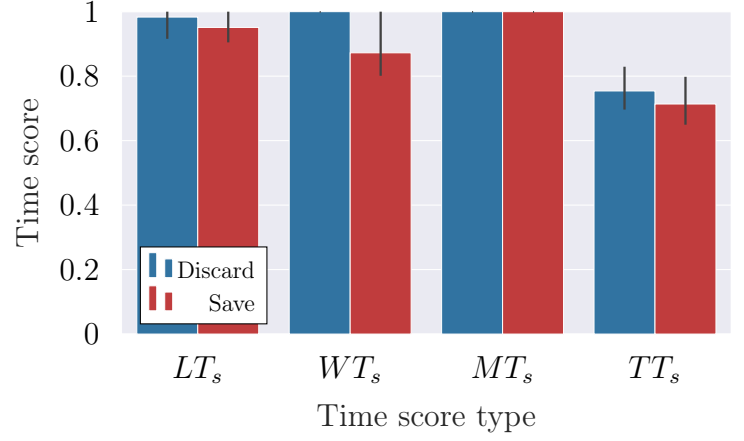 1
0.8
0.6
0.4
0.2
0
Time score
Discard
Save
LTₛ
WTₛ
MTₛ
TTₛ
Time score type